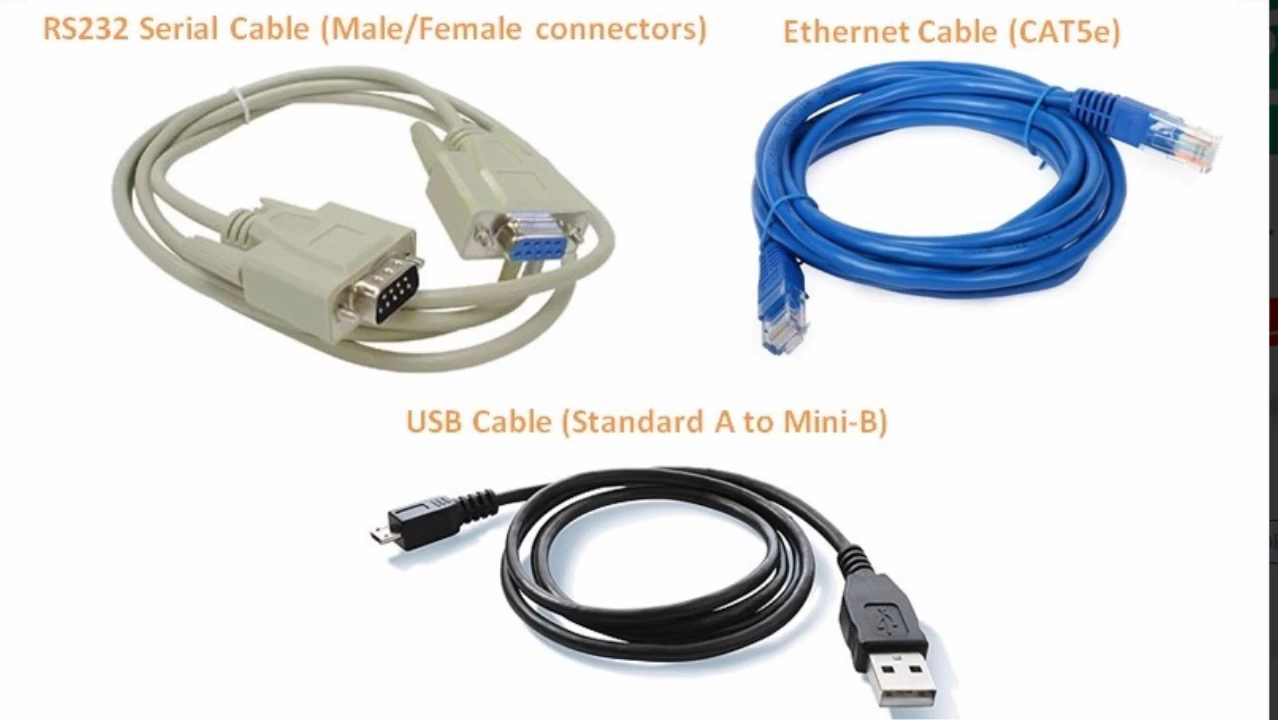 RS232 Serial Cable (Male/Female connectors)
Ethernet Cable (CAT5e)
USB Cable (Standard A to Mini-B)